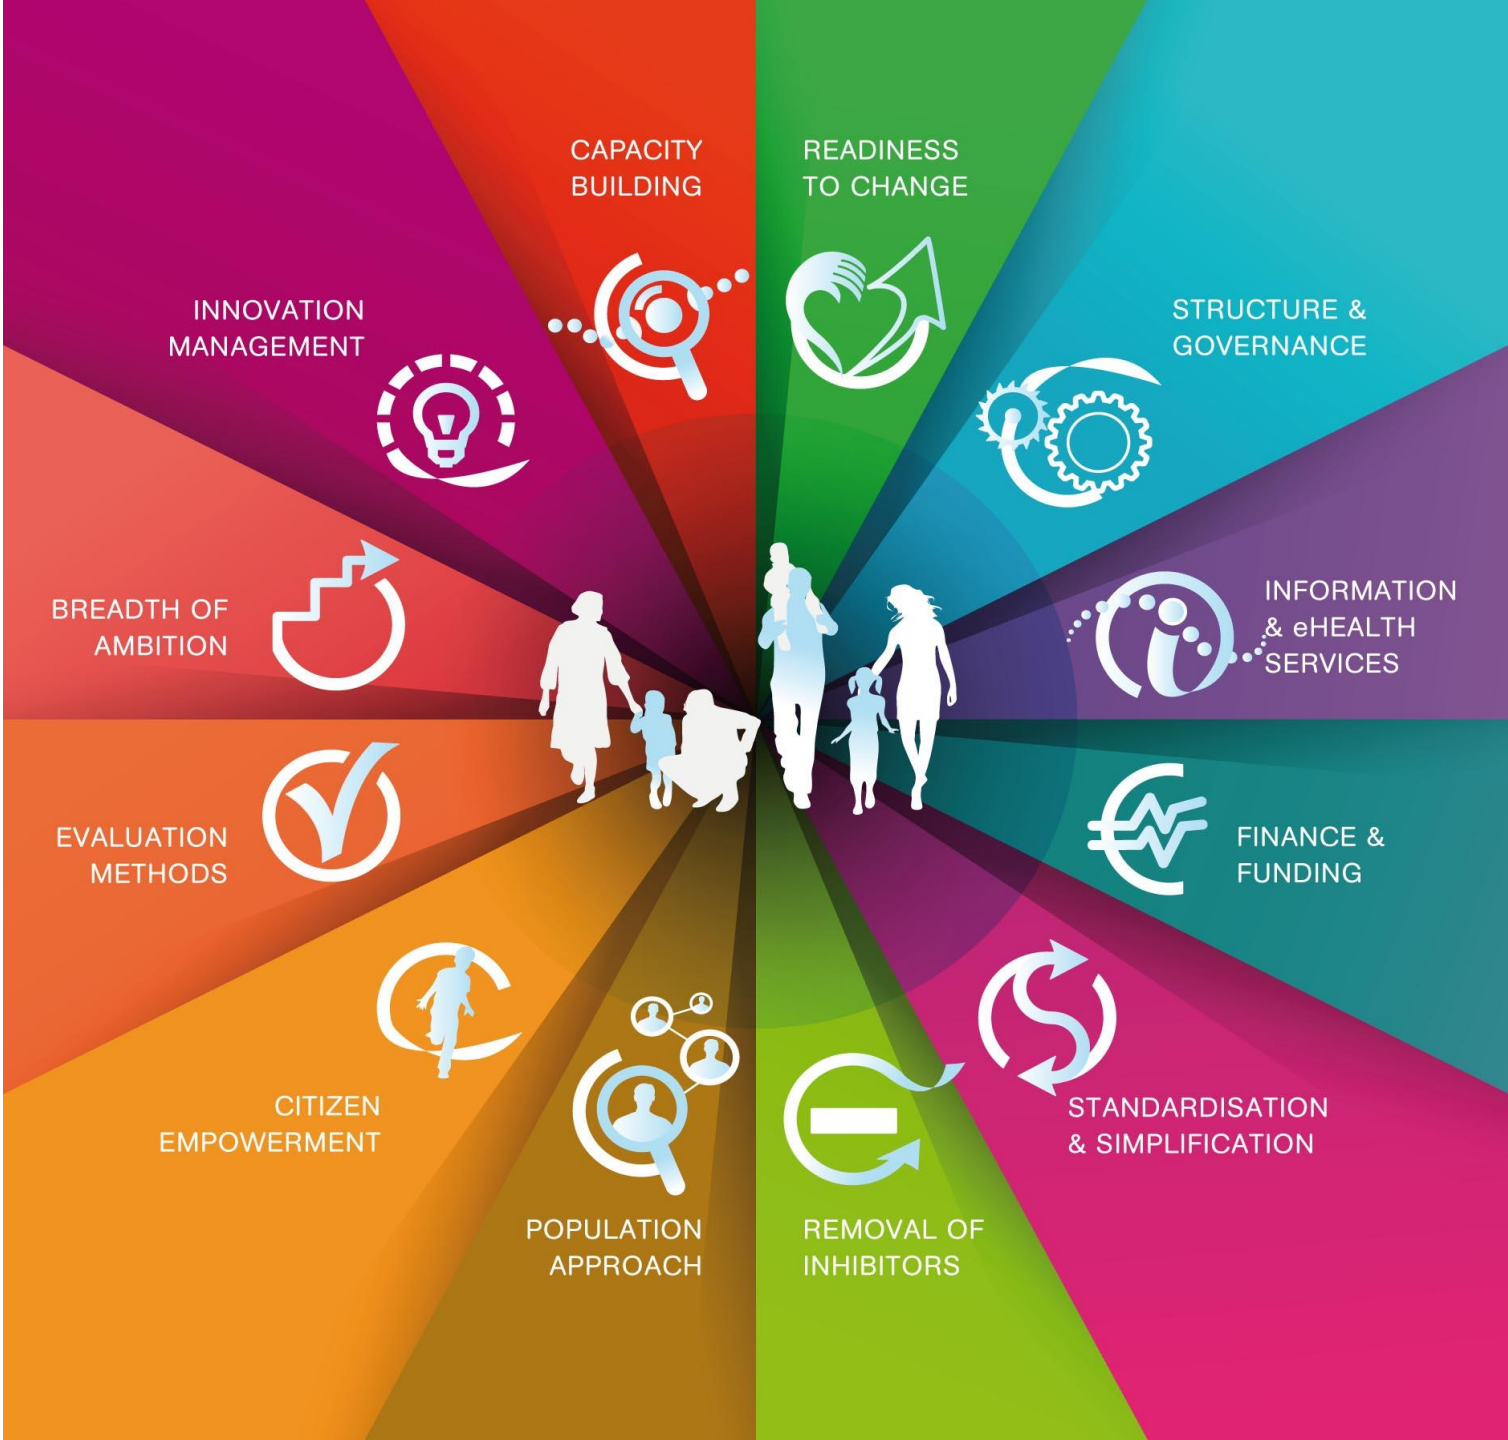 CAPACITY
BUILDING
READINESS
TO CHANGE
STRUCTURE &
GOVERNANCE
INFORMATION
& eHEALTH
SERVICES
FINANCE &
FUNDING
STANDARDISATION
& SIMPLIFICATION
REMOVAL OF
INHIBITORS
POPULATION
APPROACH
CITIZEN
EMPOWERMENT
EVALUATION
METHODS
BREADTH OF
AMBITION
INNOVATION
MANAGEMENT